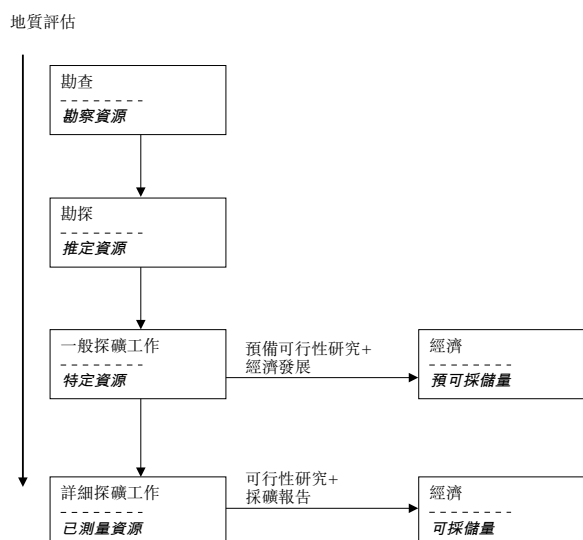 地質評估
勘查
勘察資源
勘探
推定資源
一般探礦工作
特定資源
預備可行性研究+
經濟發展
經濟
預可採儲量
詳細探礦工作
已測量資源
可行性研究+
採礦報告
經濟
可採儲量